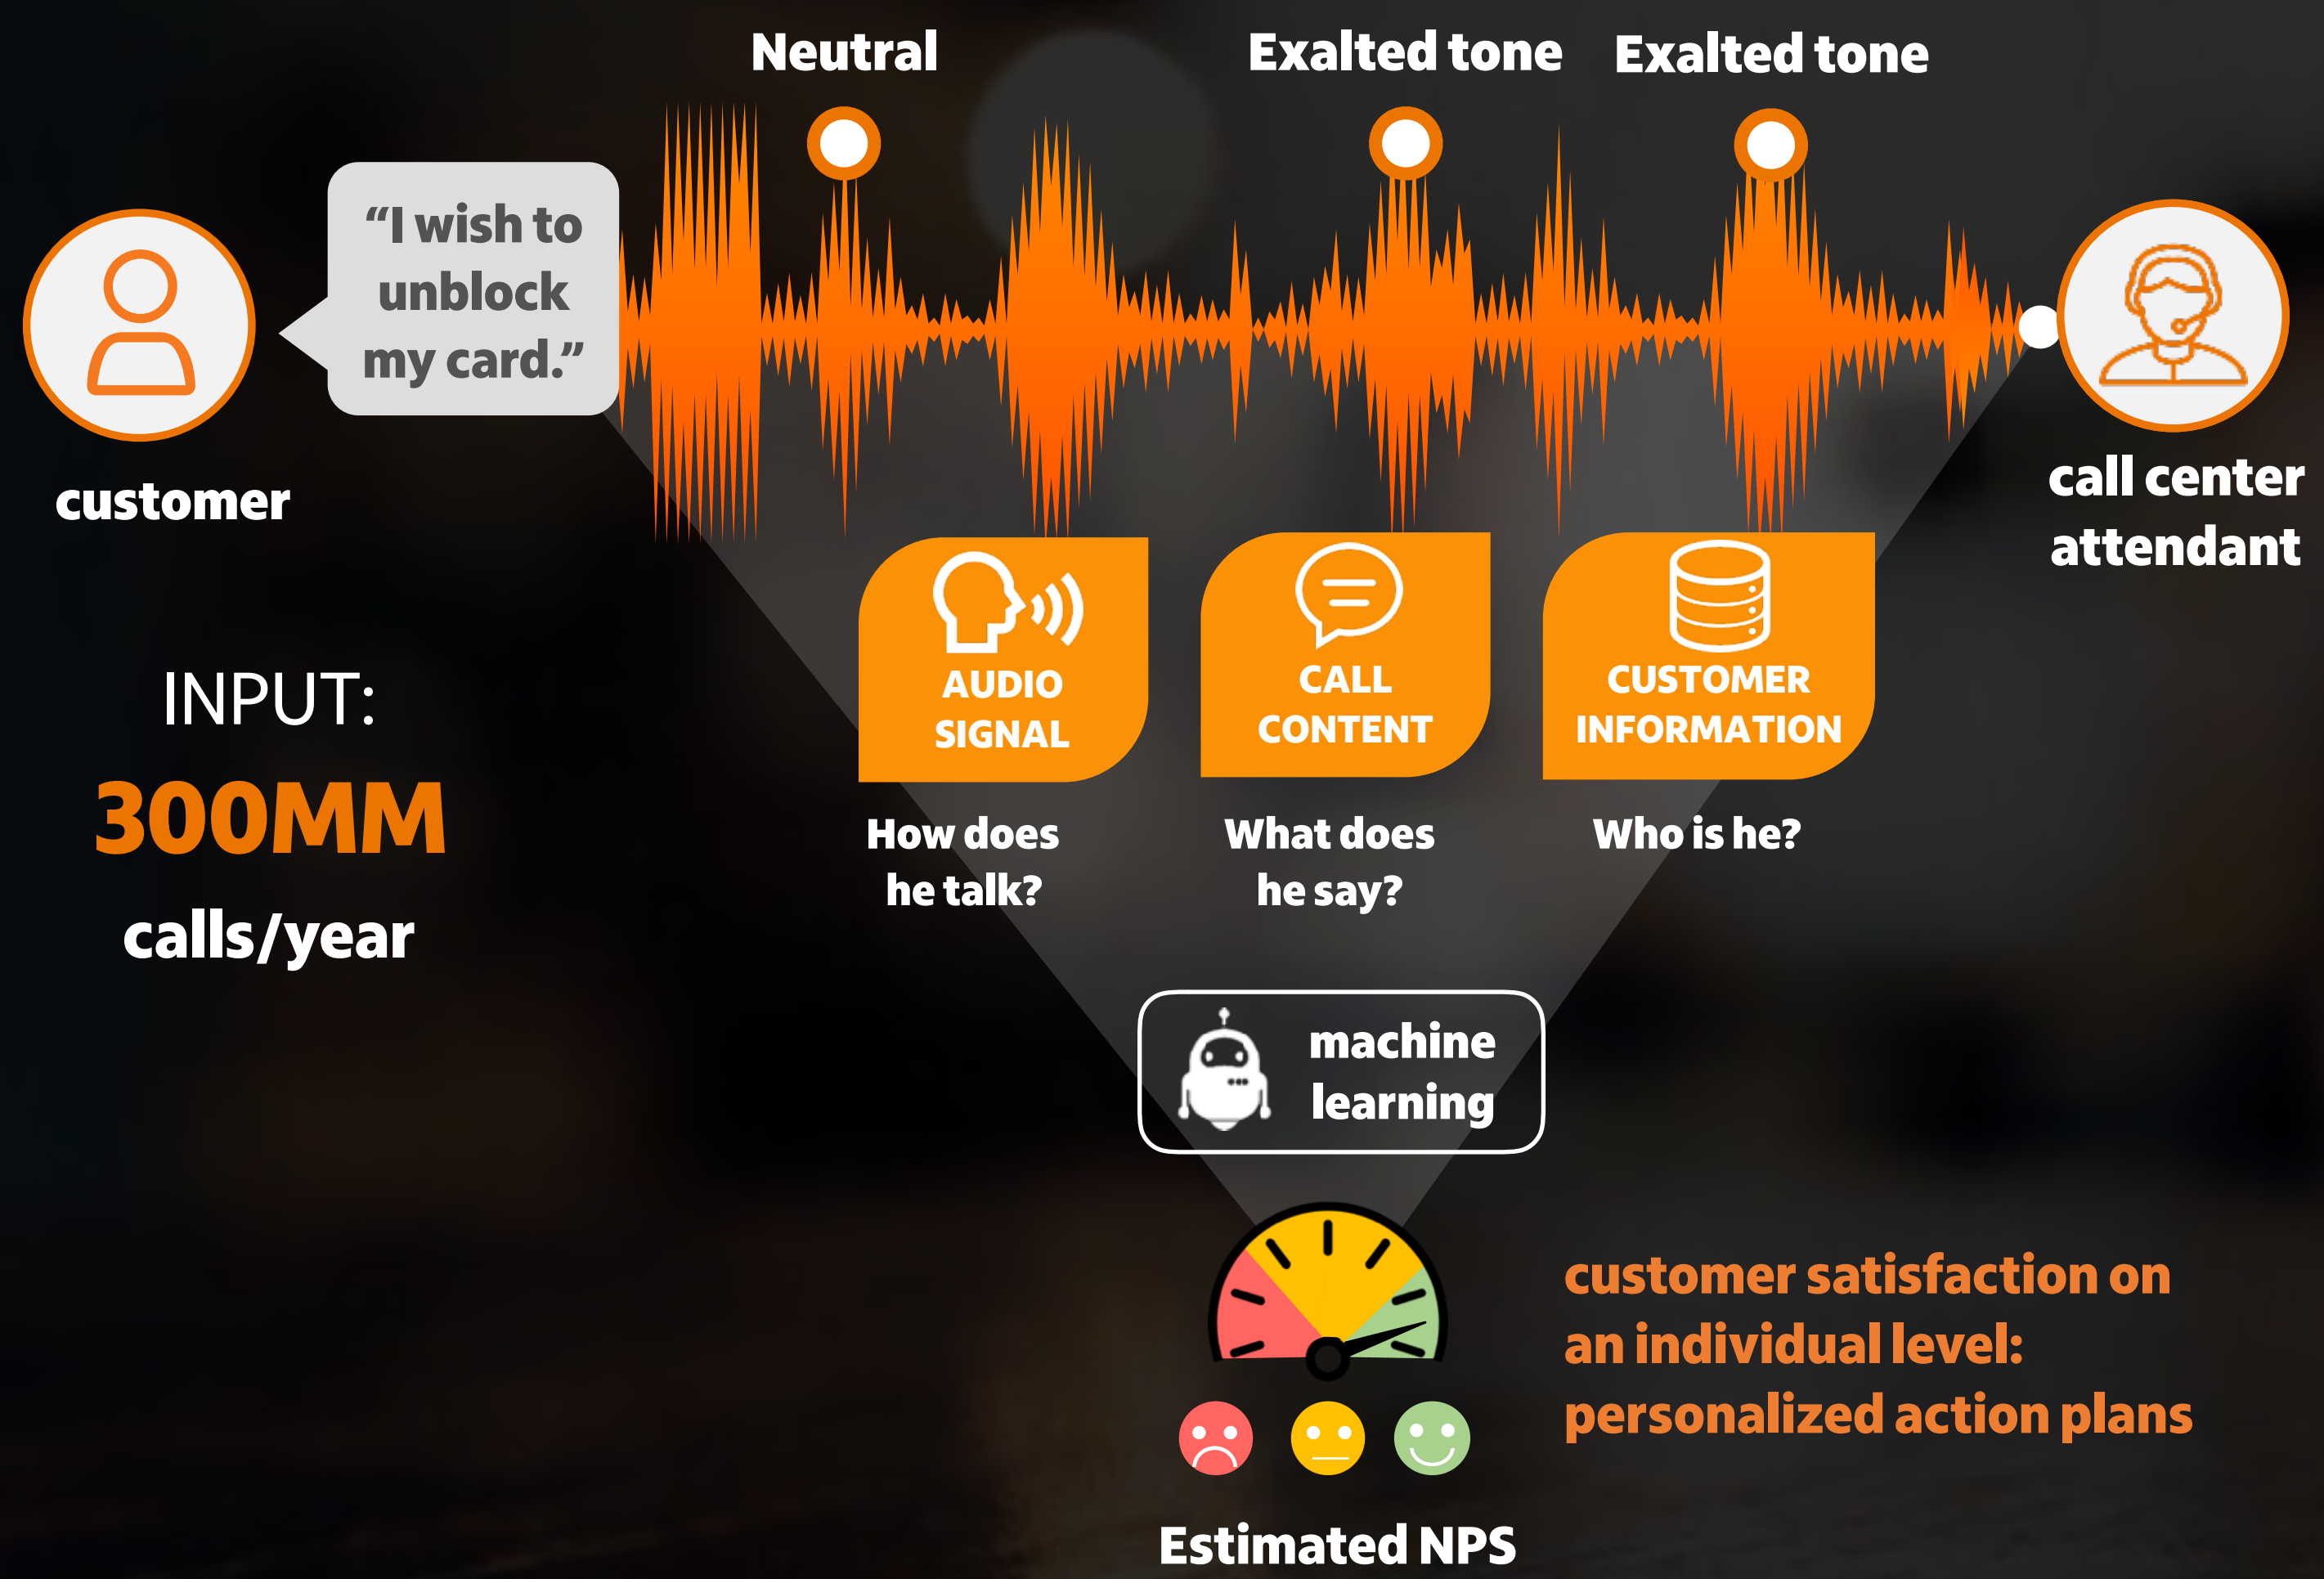 Neutral
Exalted tone
Exalted tone
“I wish to
unblock
my card.”
customer
call center
attendant
INPUT:
300MM
calls/year
AUDIO
SIGNAL
CALL
CONTENT
CUSTOMER
INFORMATION
How does
he talk?
What does
he say?
Who is he?
machine
learning
customer satisfaction on
an individual level:
personalized action plans
Estimated NPS